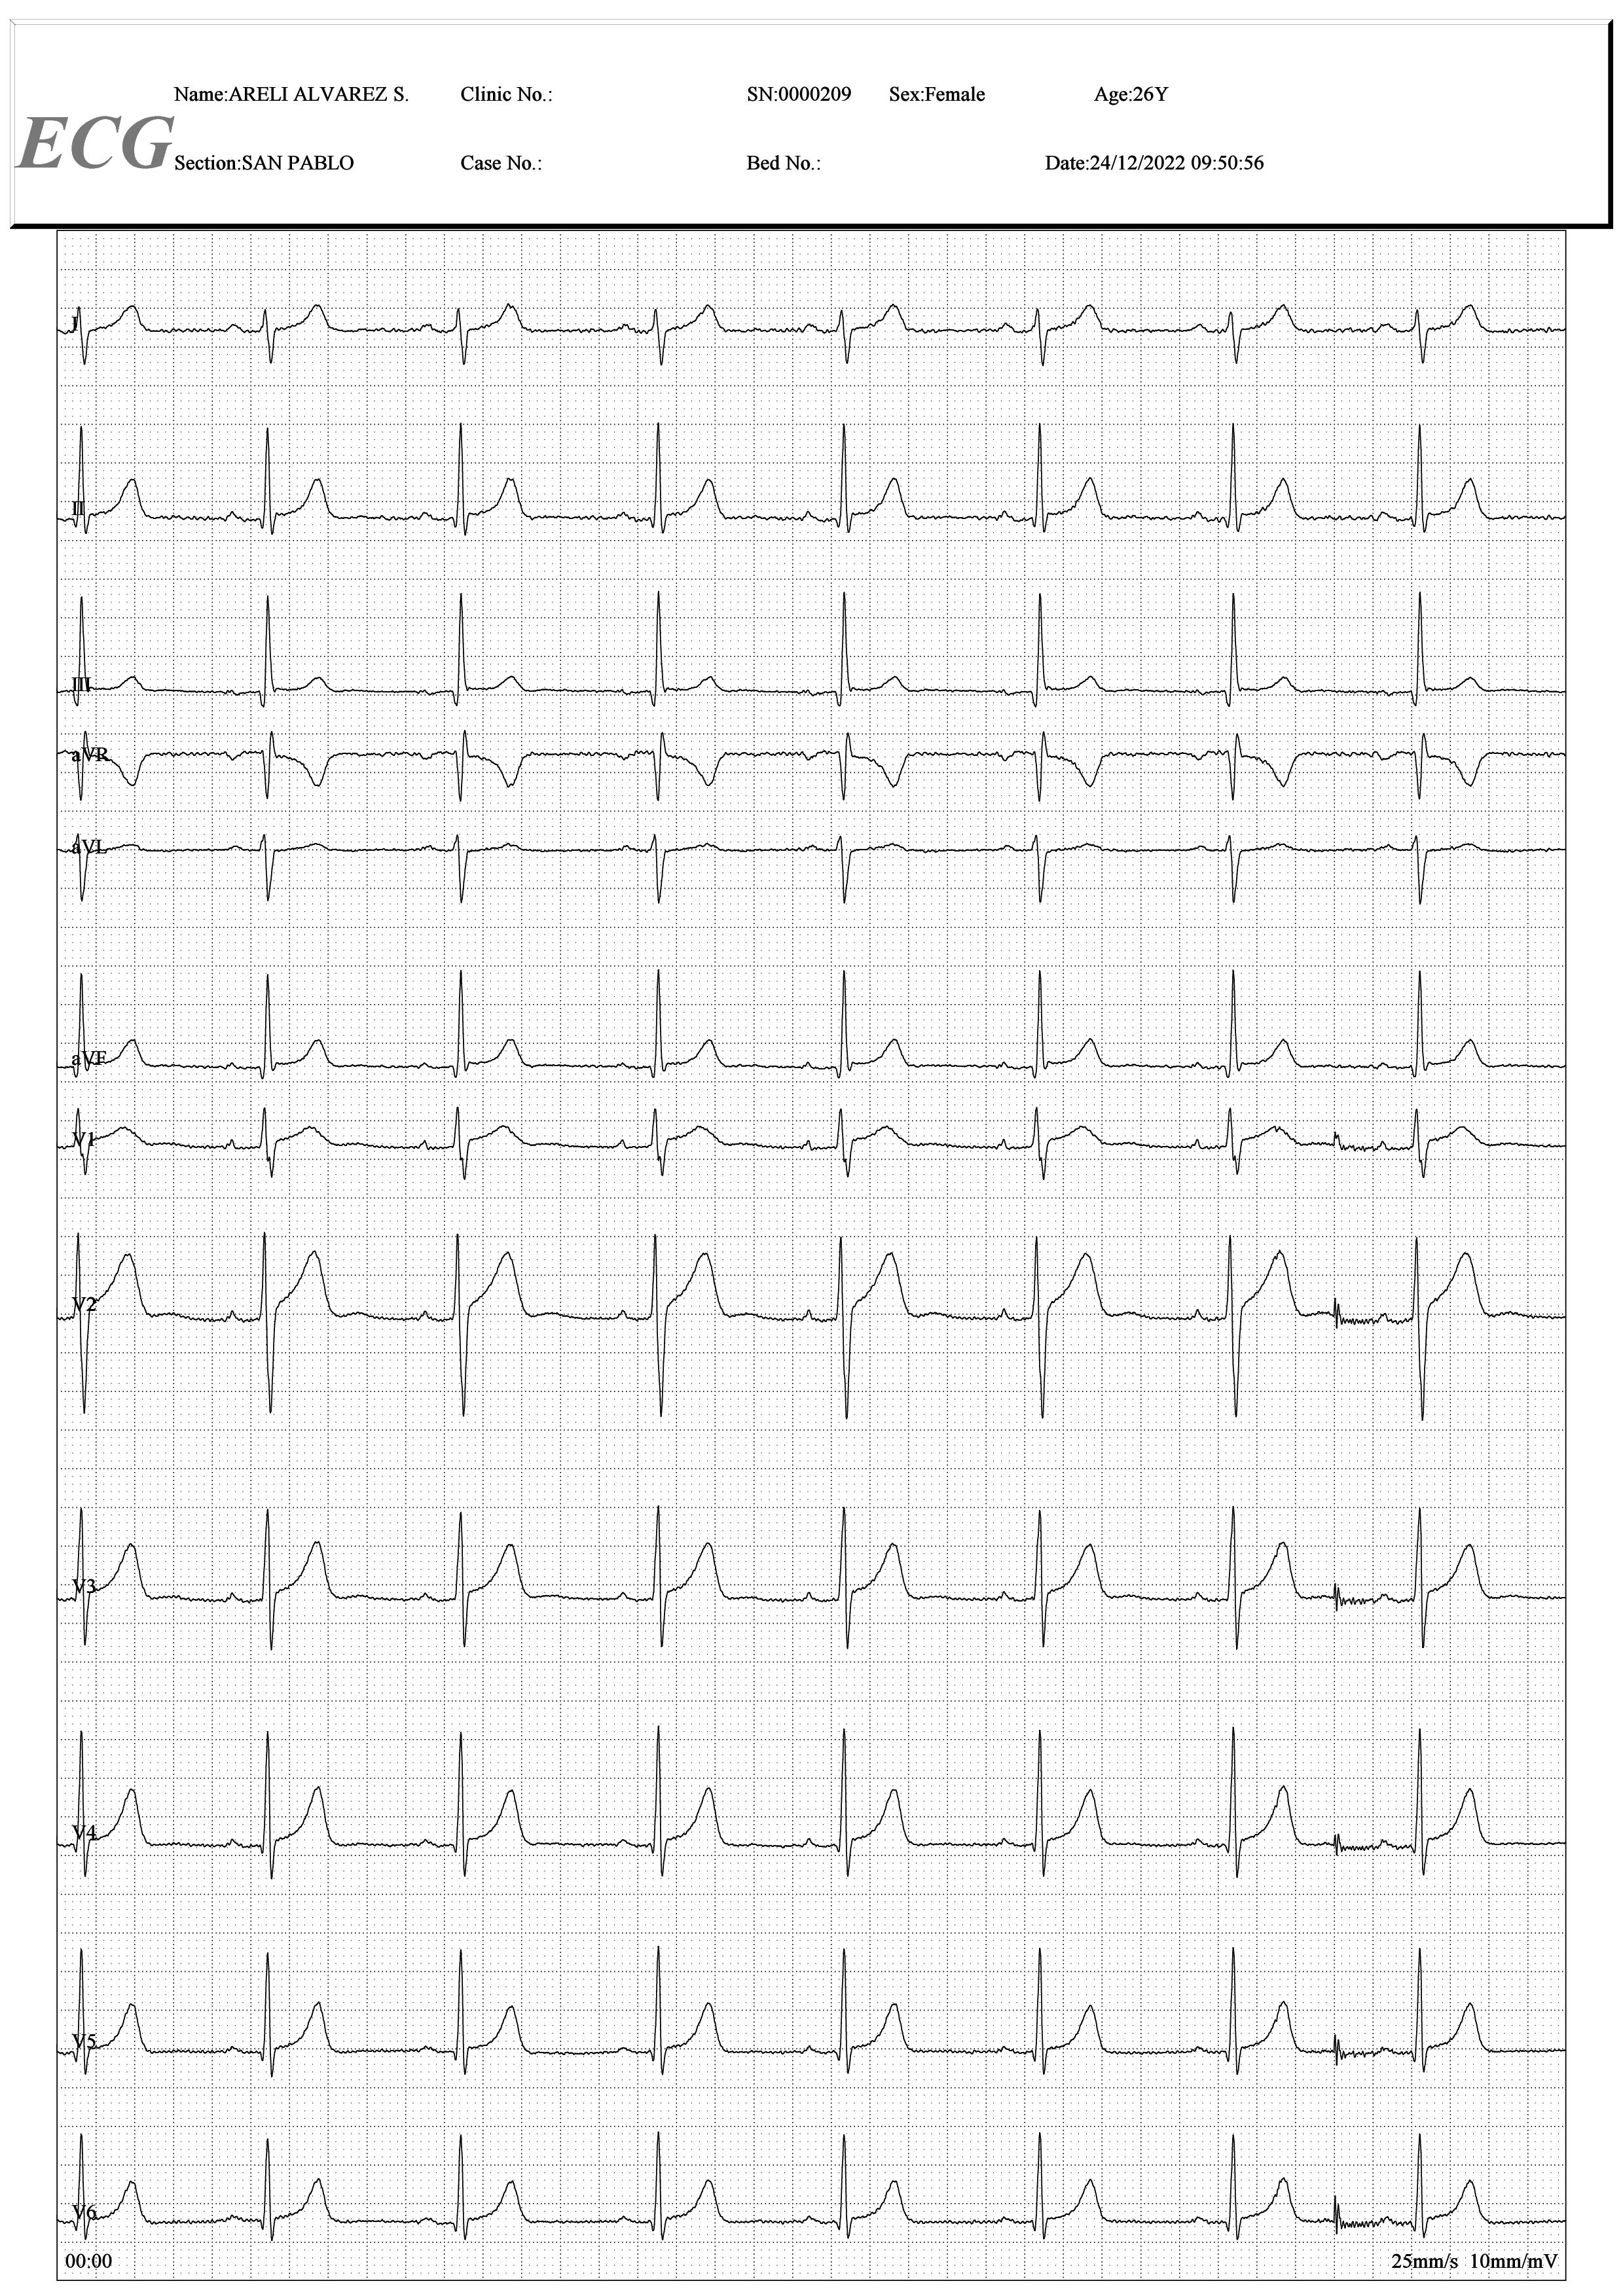 Name:ARELI ALVAREZ S. Clinic No.: SN:0000209 Sex:Female Age:26Y
ECG
Section:SAN PABLO Case No.: Bed No.: Date:24/12/2022 09:50:56
I
II
III
aVR
aVL
aVF
V1
V2
V3
V4
V5
V6
00:00 25mm/s 10mm/mV